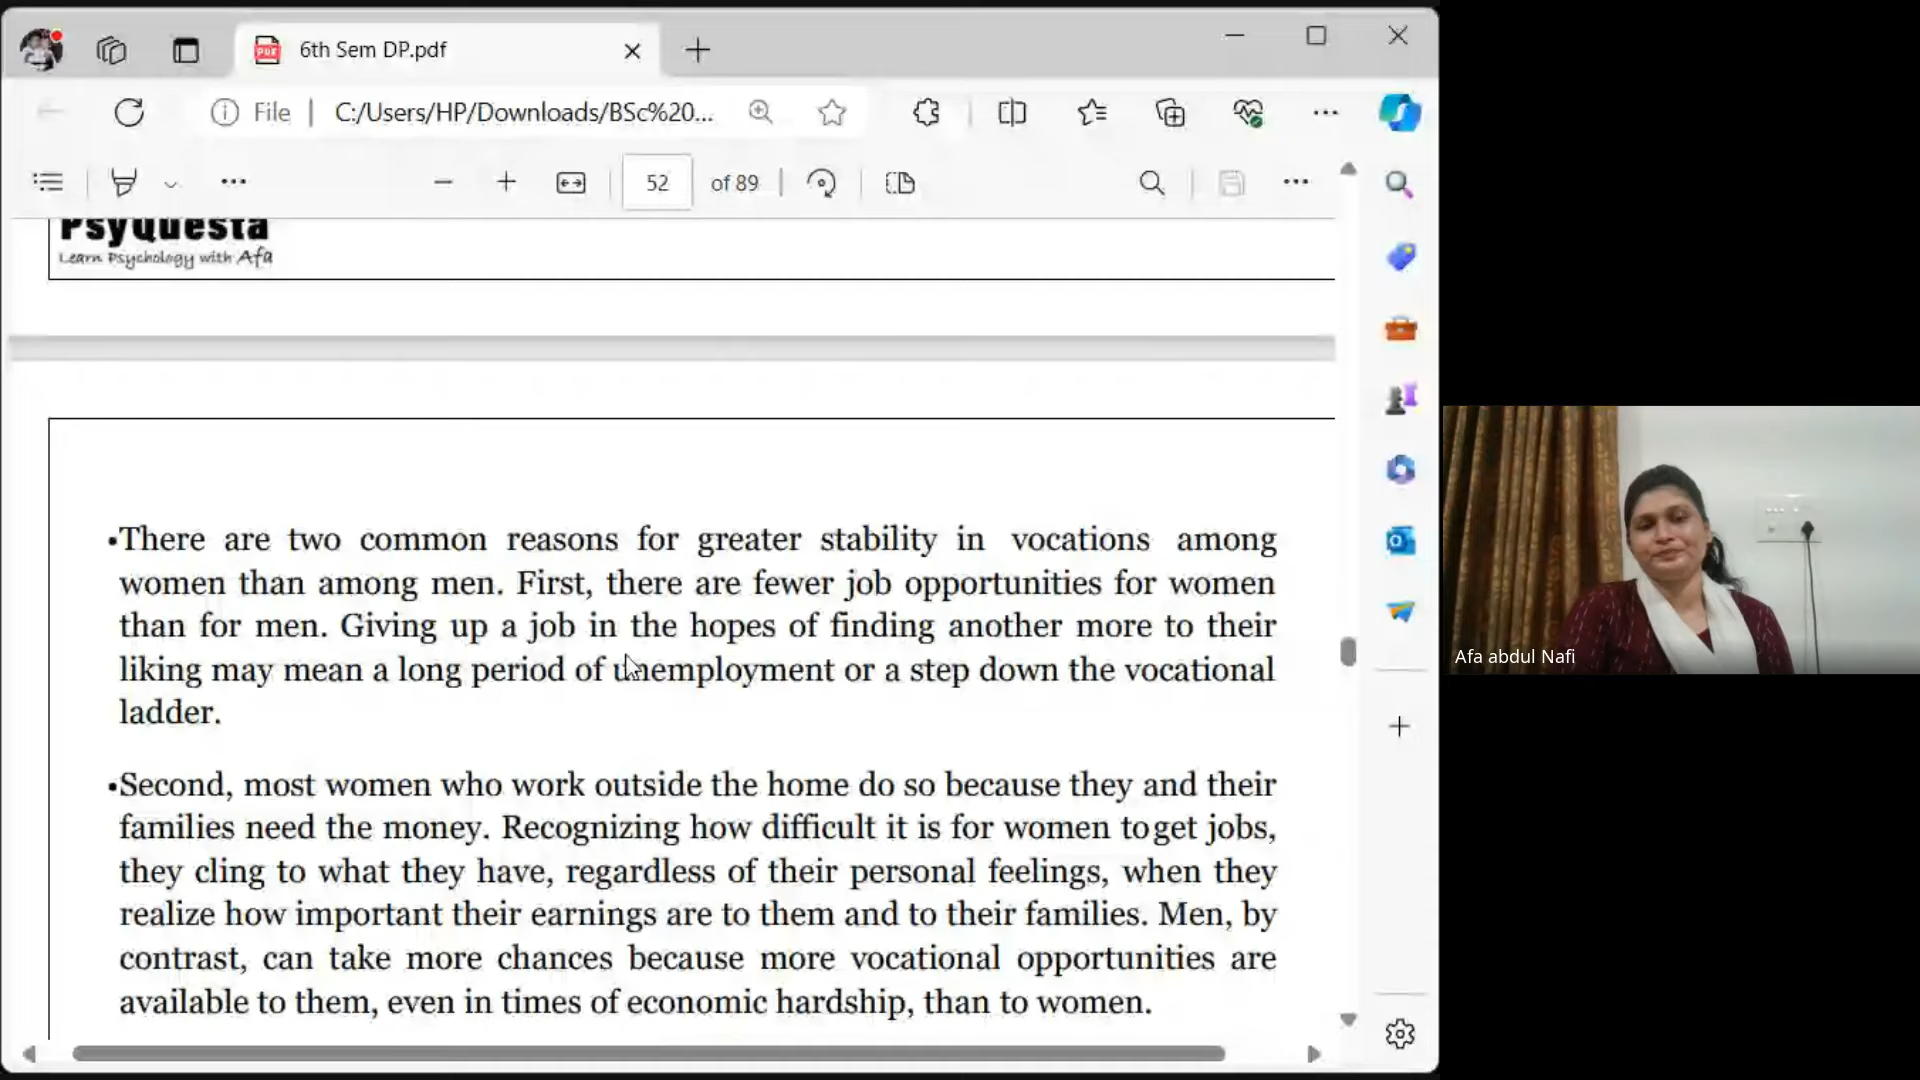 6th Sem DP.pdf
File
C:/Users/HP/Downloads/BSc%20...
52 of 89
PsyQuesta
Learn Psychology with Afa
•There are two common reasons for greater stability in vocations among
women than among men. First, there are fewer job opportunities for women
than for men. Giving up a job in the hopes of finding another more to their
liking may mean a long period of unemployment or a step down the vocational
ladder.
•Second, most women who work outside the home do so because they and their
families need the money. Recognizing how difficult it is for women toget jobs,
they cling to what they have, regardless of their personal feelings, when they
realize how important their earnings are to them and to their families. Men, by
contrast, can take more chances because more vocational opportunities are
available to them, even in times of economic hardship, than to women.
Afa abdul Nafi